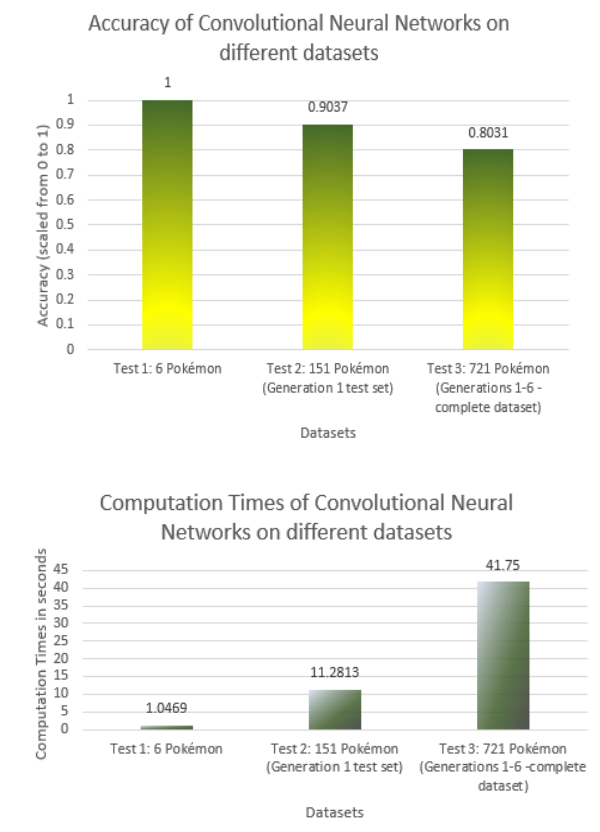 Accuracy of Convolutional Neural Networks on
different datasets
Accuracy (scaled from 0 to 1)
1
0.9
0.8
0.7
0.6
0.5
0.4
0.3
0.2
0.1
0
1
0.9037
0.8031
Test 1: 6 Pokémon
Test 2: 151 Pokémon
(Generation 1 test set)
Test 3: 721 Pokémon
(Generations 1-6 -
complete dataset)
Datasets
Computation Times of Convolutional Neural
Networks on different datasets
Computation Times in seconds
45
40
35
30
25
20
15
10
5
0
1.0469
11.2813
41.75
Test 1: 6 Pokémon
Test 2: 151 Pokémon
(Generation 1 test set)
Test 3: 721 Pokémon
(Generations 1-6 -complete
dataset)
Datasets